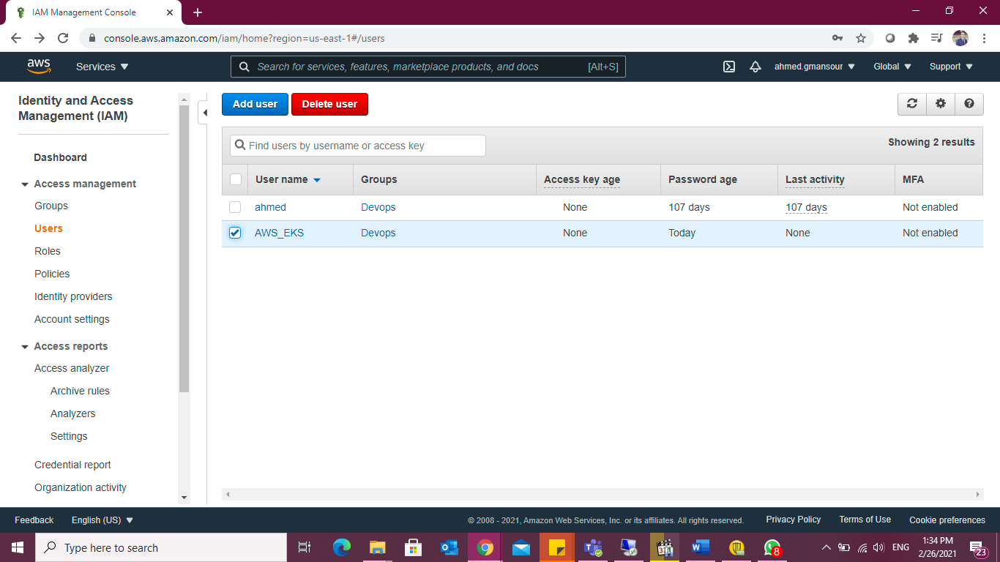 IAM Management Console
console.aws.amazon.com/iam/home?region=us-east-1#/users
aws
Services
Search for services, features, marketplace products, and docs
[Alt+S]
ahmed.gmansour
Global
Support
Identity and Access
Management (IAM)
Dashboard
Access management
Groups
Users
Roles
Policies
Identity providers
Account settings
Access reports
Access analyzer
Archive rules
Analyzers
Settings
Credential report
Organization activity
Add user
Delete user
Find users by username or access key
Showing 2 results
User name Groups Access key age Password age Last activity MFA
ahmed Devops None 107 days 107 days Not enabled
AWS_EKS Devops None Today None Not enabled
Feedback
English (US)
© 2008 - 2021, Amazon Web Services, Inc. or its affiliates. All rights reserved.
Privacy Policy
Terms of Use
Cookie preferences
Type here to search
8
ENG
1:34 PM
2/26/2021
23